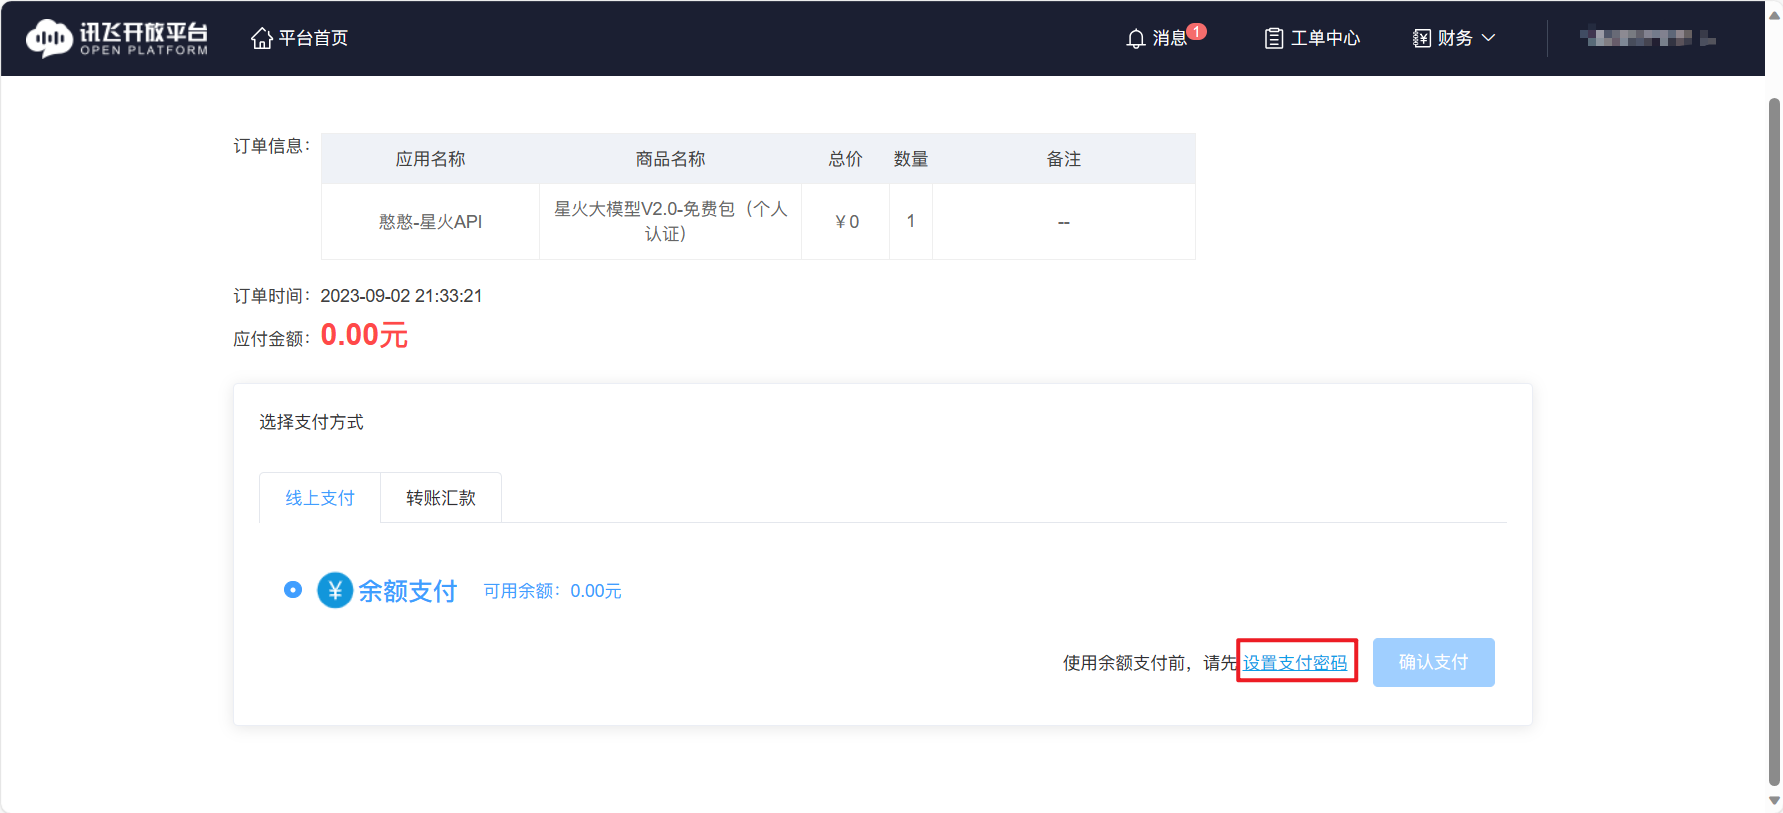 讯飞开放平台
OPEN PLATFORM
平台首页
消息 1
工单中心
财务
订单信息：
应用名称 商品名称 总价 数量 备注
憨憨-星火API 星火大模型V2.0-免费包（个人 ￥0 1 --
认证）
订单时间： 2023-09-02 21:33:21
应付金额： 0.00元
选择支付方式
线上支付 转账汇款
¥ 余额支付 可用余额：0.00元
使用余额支付前，请先 设置支付密码 确认支付